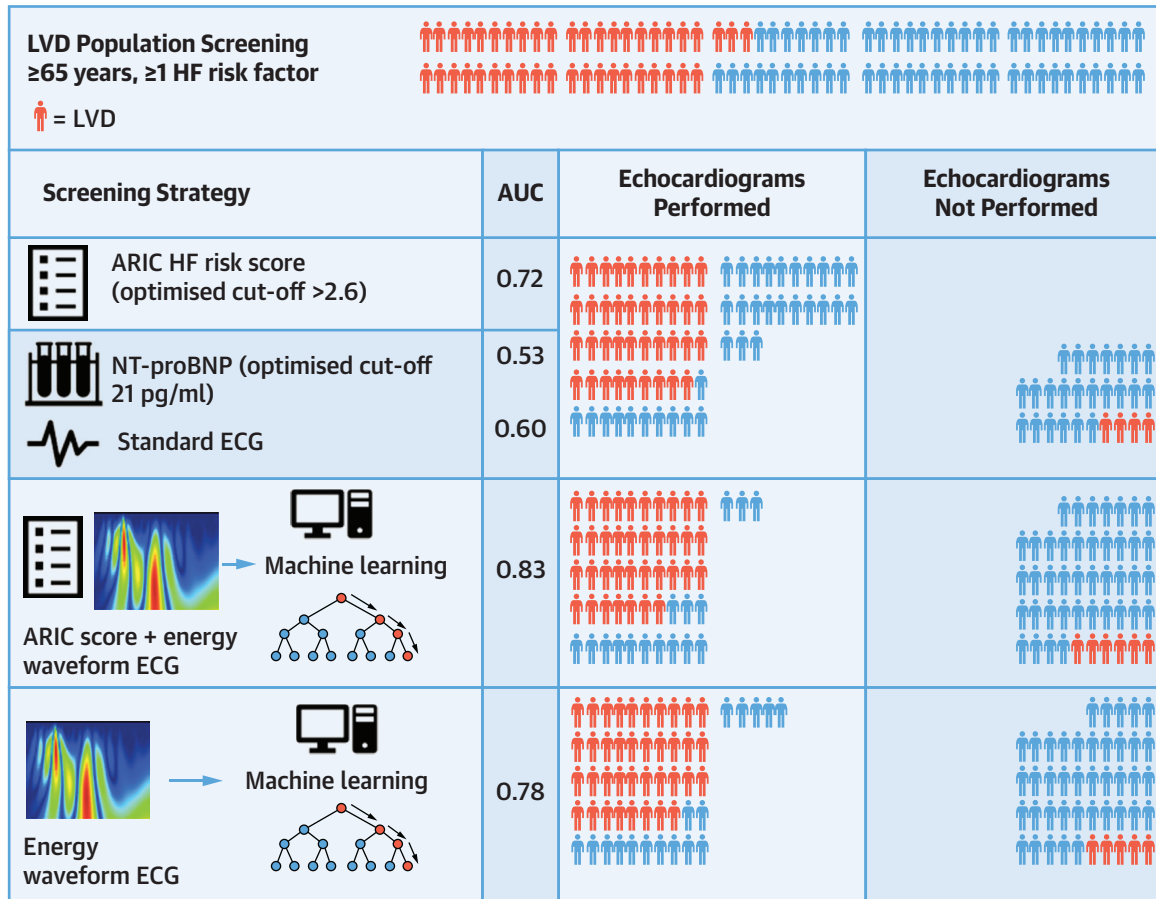 LVD Population Screening
≥65 years, ≥1 HF risk factor
= LVD
Screening Strategy
AUC
Echocardiograms
Performed
Echocardiograms
Not Performed
ARIC HF risk score
(optimised cut-off >2.6)
0.72
NT-proBNP (optimised cut-off
21 pg/ml)
0.53
Standard ECG
0.60
Machine learning
ARIC score + energy
waveform ECG
0.83
Machine learning
Energy
waveform ECG
0.78